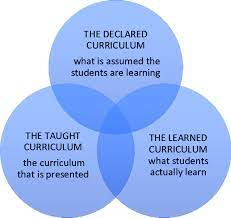 THE DECLARED
CURRICULUM
what is assumed the
students are learning
THE TAUGHT
CURRICULUM
the curriculum
that is presented
THE LEARNED
CURRICULUM
what students
actually learn